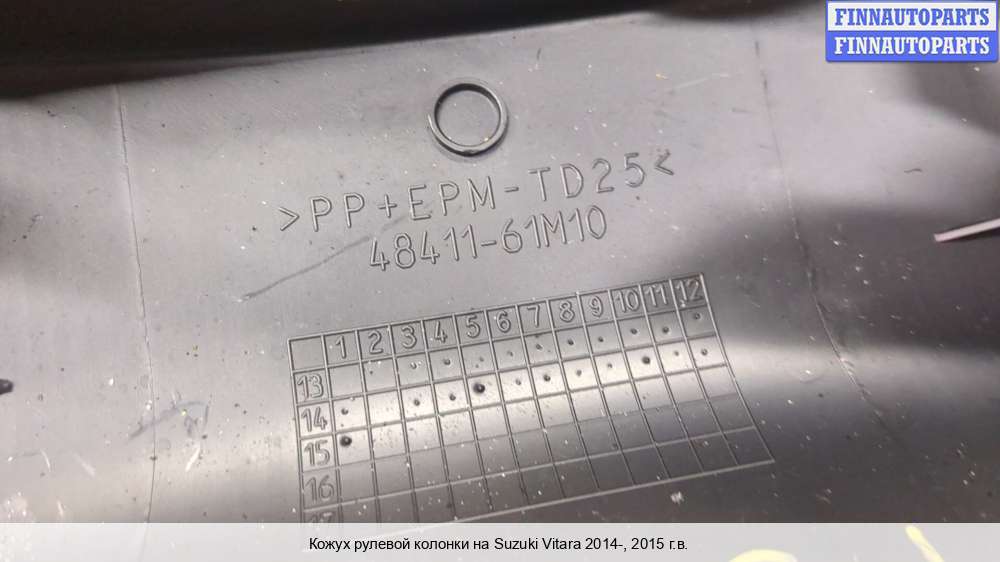 FINNAUTOPARTS
FINNAUTOPARTS
>PP+EPM-TD25<
48411-61M10
1 2 3 4 5 6 7 8 9 10 11 12
13
14
15
16
17
Кожух рулевой колонки на Suzuki Vitara 2014-, 2015 г.в.